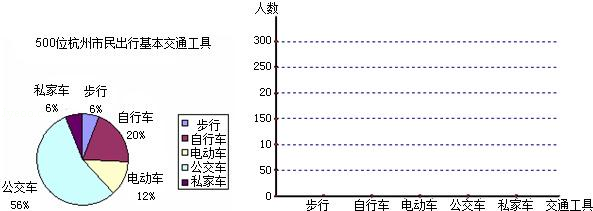 500位杭州市民出行基本交通工具
私家车
6%
步行
6%
自行车
20%
电动车
12%
公交车
56%
步行
自行车
电动车
公交车
私家车
人数
300
250
20
150
10
50
0
步行
自行车
电动车
公交车
私家车
交通工具